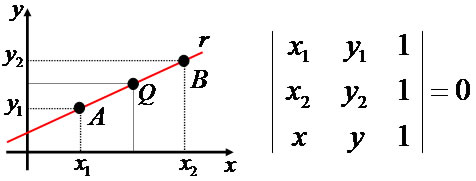 y
r
y₂
B
Q
y₁
A
x₁
x₂
x
| x₁ y₁ 1 |
| x₂ y₂ 1 | = 0
| x y 1 |